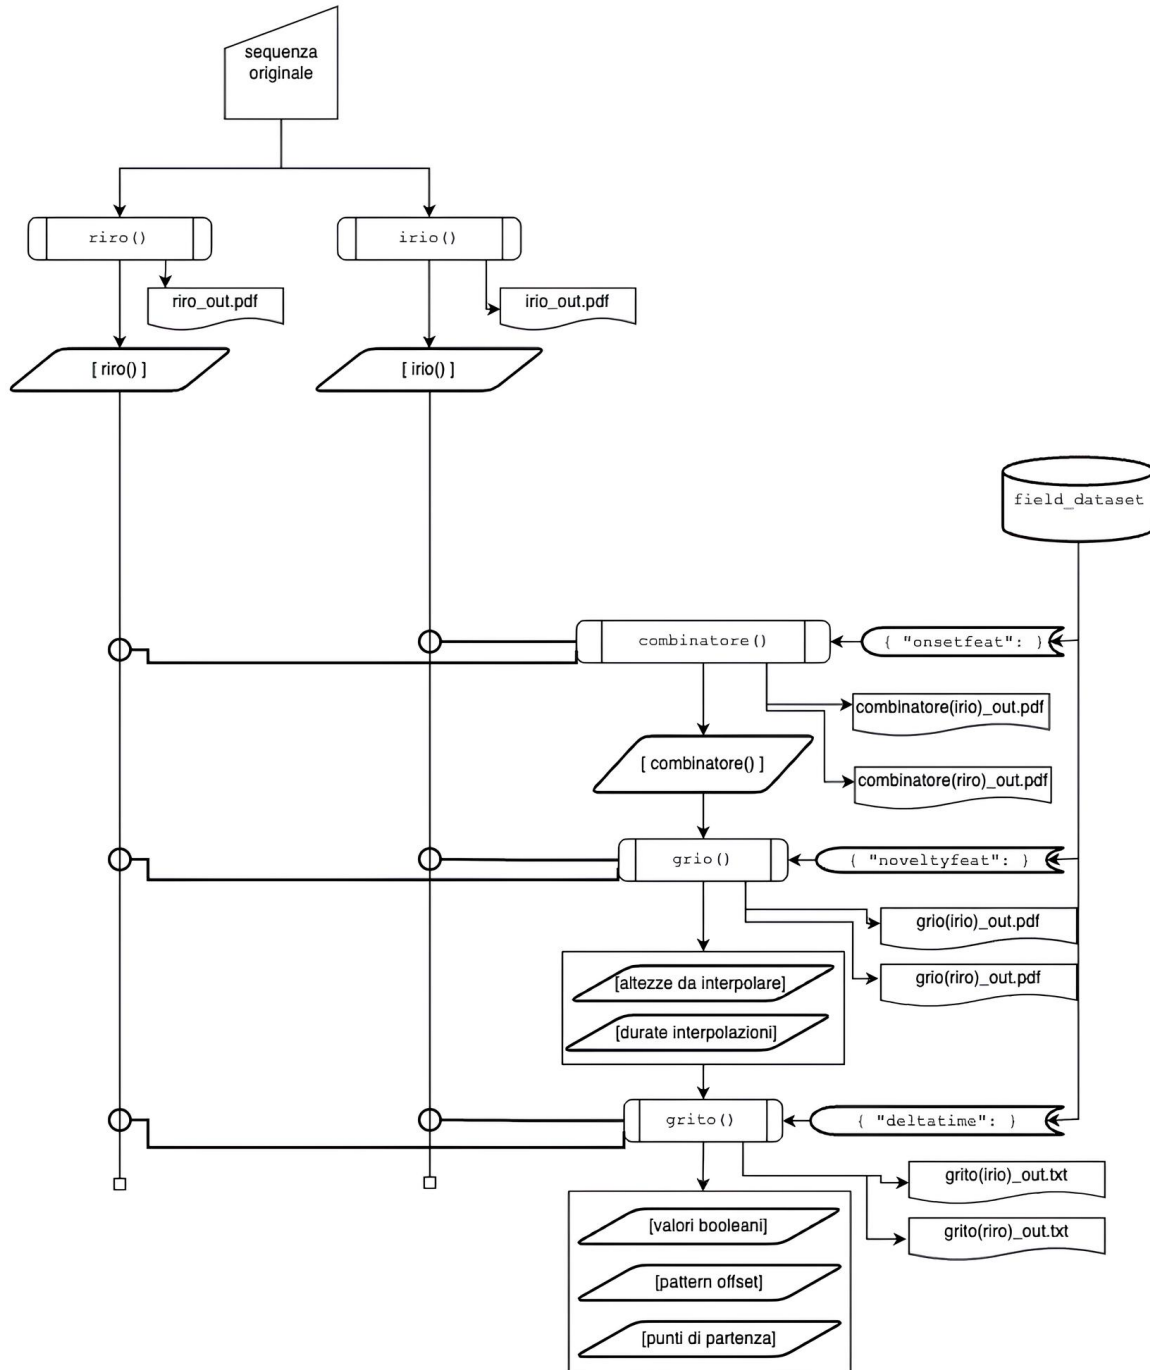 sequenza
originale
riro()
irio()
riro_out.pdf
irio_out.pdf
[ riro() ]
[ irio() ]
field_dataset
combinatore()
{ "onsetfeat": }
combinatore(irio)_out.pdf
[ combinatore() ]
combinatore(riro)_out.pdf
grio()
{ "noveltyfeat": }
grio(irio)_out.pdf
grio(riro)_out.pdf
[altezze da interpolare]
[durate interpolazioni]
grito()
{ "deltatime": }
grito(irio)_out.txt
grito(riro)_out.txt
[valori booleani]
[pattern offset]
[punti di partenza]